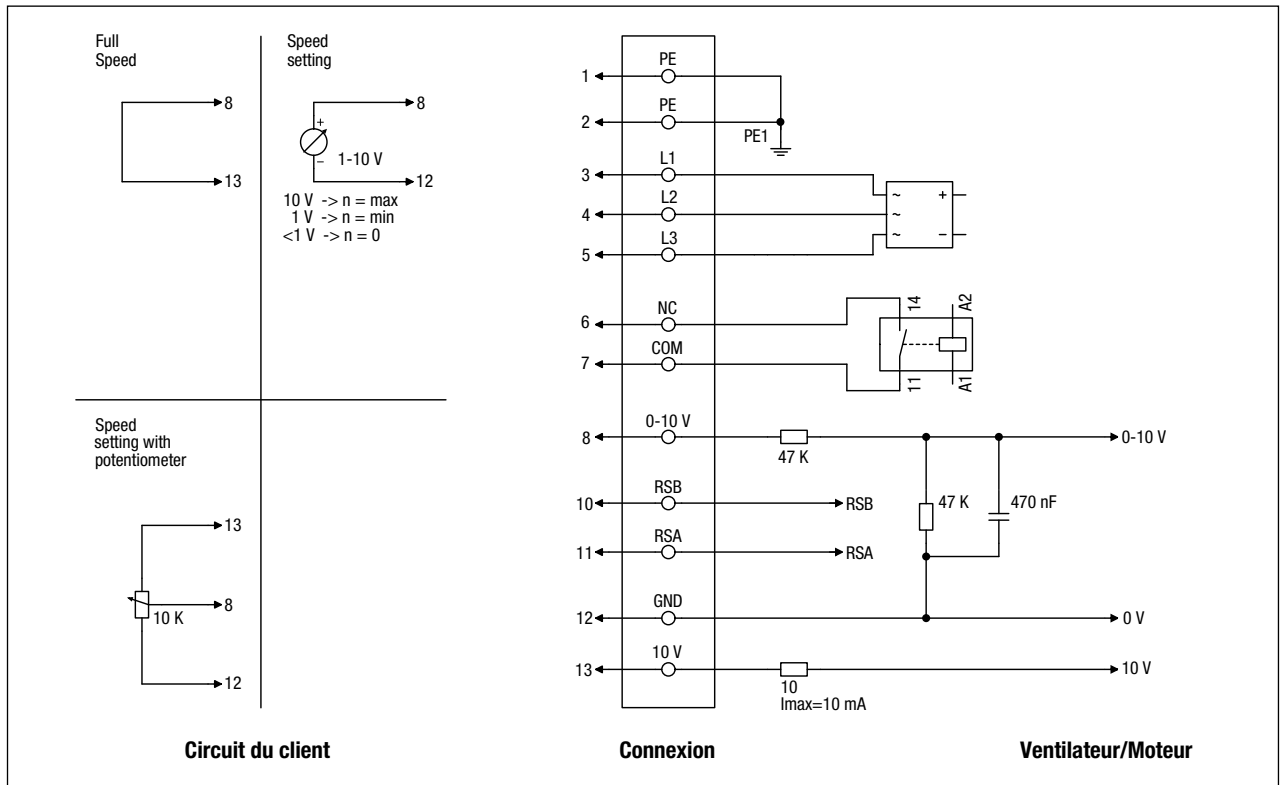 Full
Speed
8
13
Speed
setting
8
+
−
1-10 V
12
10 V -> n = max
1 V -> n = min
<1 V -> n = 0
Speed
setting with
potentiometer
13
8
10 K
12
Circuit du client
1
PE
2
PE
PE1
3
L1
4
L2
5
L3
~
~
~
+
−
6
NC
7
COM
14
A2
11
A1
8
0-10 V
47 K
0-10 V
47 K
470 nF
10
RSB
RSB
11
RSA
RSA
12
GND
0 V
13
10 V
10
Imax=10 mA
10 V
Connexion
Ventilateur/Moteur